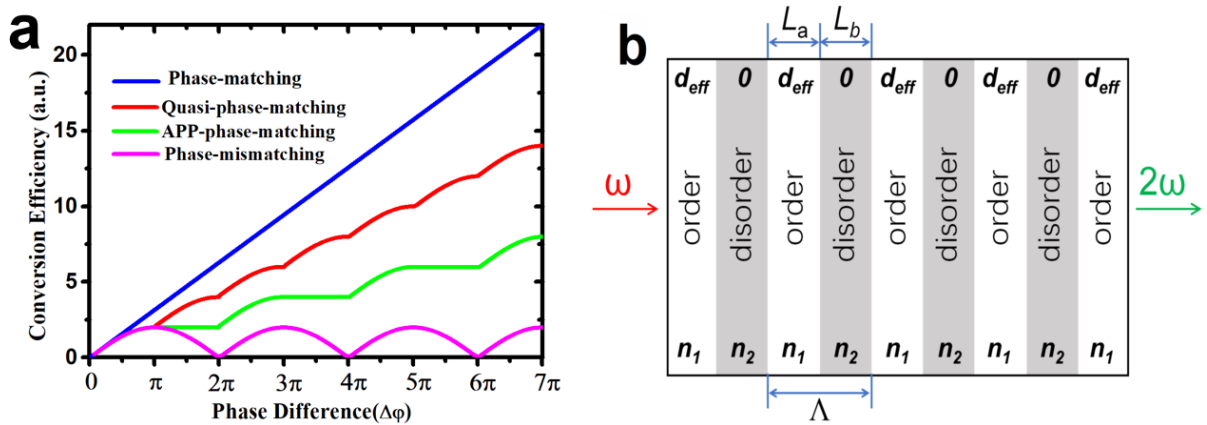 a
Conversion Efficiency (a.u.)
20
15
10
5
0
Phase-matching
Quasi-phase-matching
APP-phase-matching
Phase-mismatching
0 π 2π 3π 4π 5π 6π 7π
Phase Difference(Δφ)
b
La Lb
deff 0 deff 0 deff 0 deff 0 deff
ω
order disorder order disorder order disorder order disorder order
2ω
n1 n2 n1 n2 n1 n2 n1 n2 n1
Λ